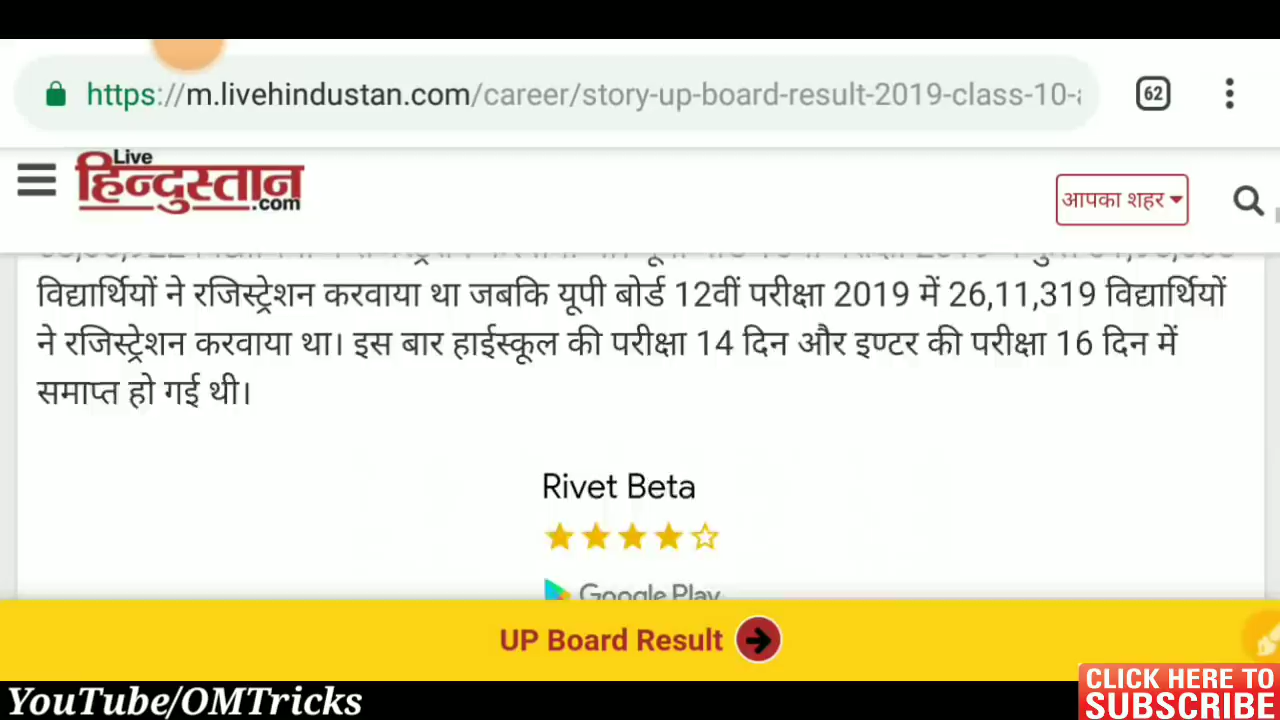 https://m.livehindustan.com/career/story-up-board-result-2019-class-10-
62
Live
हिन्दुस्तान
.com
आपका शहर
विद्यार्थियों ने रजिस्ट्रेशन करवाया था जबकि यूपी बोर्ड 12वीं परीक्षा 2019 में 26,11,319 विद्यार्थियों
ने रजिस्ट्रेशन करवाया था। इस बार हाईस्कूल की परीक्षा 14 दिन और इण्टर की परीक्षा 16 दिन में
समाप्त हो गई थी।
Rivet Beta
Google Play
UP Board Result
YouTube/OMTricks
CLICK HERE TO
SUBSCRIBE